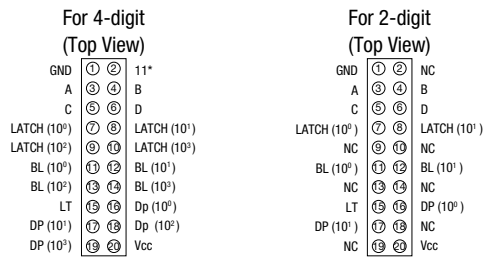 For 4-digit
(Top View)
GND ① ② 11*
A ③ ④ B
C ⑤ ⑥ D
LATCH (10⁰) ⑦ ⑧ LATCH (10¹)
LATCH (10²) ⑨ ⑩ LATCH (10³)
BL (10⁰) ⑪ ⑫ BL (10¹)
BL (10²) ⑬ ⑭ BL (10³)
LT ⑮ ⑯ Dp (10⁰)
DP (10¹) ⑰ ⑱ Dp (10²)
DP (10³) ⑲ ⑳ Vcc
For 2-digit
(Top View)
GND ① ② NC
A ③ ④ B
C ⑤ ⑥ D
LATCH (10⁰) ⑦ ⑧ LATCH (10¹)
NC ⑨ ⑩ NC
BL (10⁰) ⑪ ⑫ BL (10¹)
NC ⑬ ⑭ NC
LT ⑮ ⑯ DP (10⁰)
DP (10¹) ⑰ ⑱ NC
NC ⑲ ⑳ Vcc